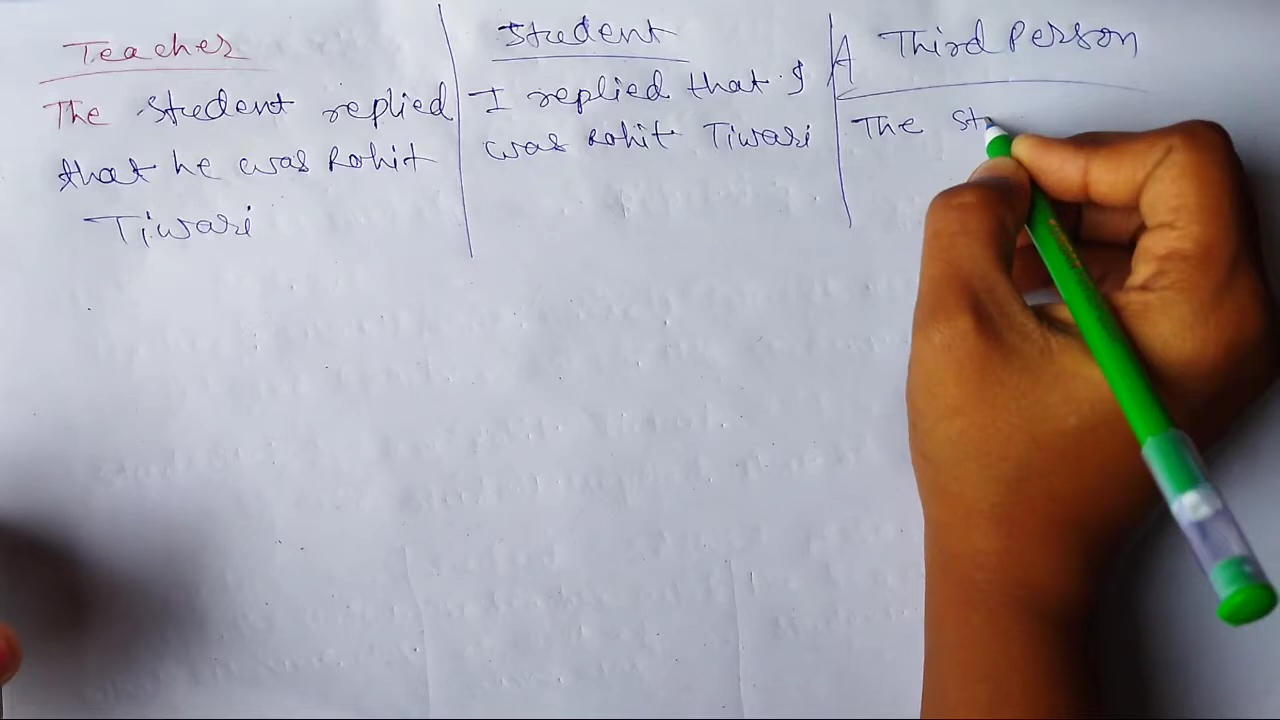 Teacher
The student replied
that he was Rohit
Tiwari
Student
I replied that I
was Rohit Tiwari
A Third Person
The st